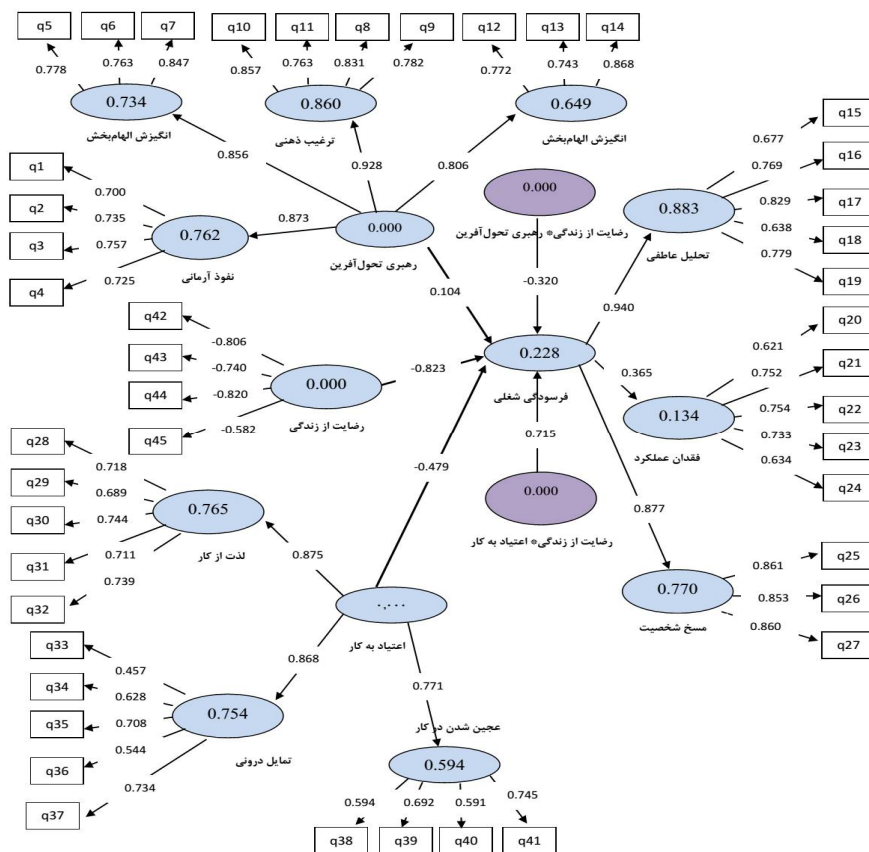 q5 q6 q7 q10 q11 q8 q9 q12 q13 q14
0.778 0.763 0.847 0.857 0.763 0.831 0.782 0.772 0.743 0.868
0.734 0.860 0.649
انگیزش الهام‌بخش ترغیب ذهنی انگیزش الهام‌بخش
0.856 0.928 0.806
q15
q16
q17
q18
q19
0.677
0.769
0.829
0.638
0.779
0.883
تحلیل عاطفی
q1
q2
q3
q4
0.700
0.735
0.757
0.725
0.762
نفوذ آرمانی
0.873
0.000
رهبری تحول‌آفرین
0.000
رضایت از زندگی* رهبری تحول‌آفرین
0.104
-0.320
0.940
q42
q43
q44
q45
-0.806
-0.740
-0.820
-0.582
0.000
رضایت از زندگی
-0.823
0.228
فرسودگی شغلی
0.365
q20
q21
q22
q23
q24
0.621
0.752
0.754
0.733
0.634
0.134
فقدان عملکرد
0.715
0.000
رضایت از زندگی* اعتیاد به کار
-0.479
0.877
q28
q29
q30
q31
q32
0.718
0.689
0.744
0.711
0.739
0.765
لذت از کار
0.875
۰,۰۰۰
اعتیاد به کار
q25
q26
q27
0.861
0.853
0.860
0.770
مسخ شخصیت
q33
q34
q35
q36
q37
0.457
0.628
0.708
0.544
0.734
0.754
تمایل درونی
0.868
0.771
عجین شدن در کار
0.594
0.594 0.692 0.591 0.745
q38 q39 q40 q41